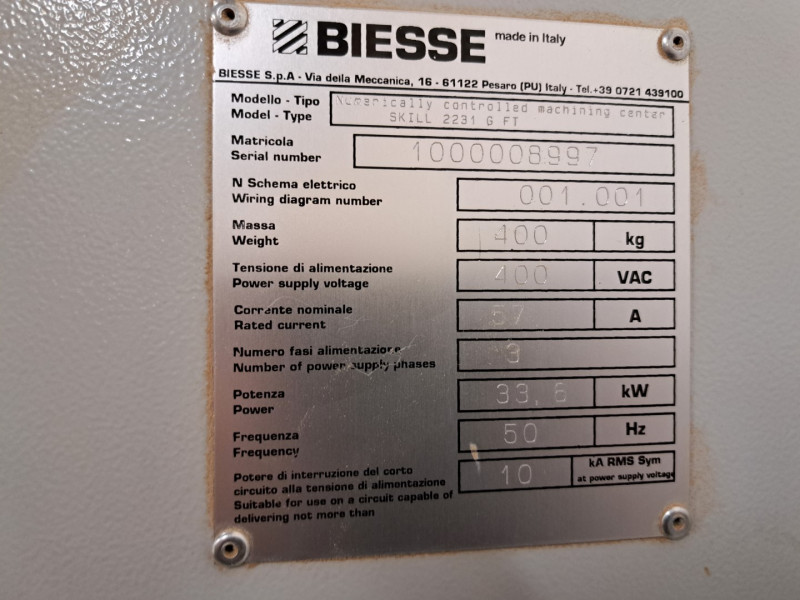 BIESSE made in Italy
BIESSE S.p.A - Via della Meccanica, 16 - 61122 Pesaro (PU) Italy - Tel.+39 0721 439100
Modello - Tipo
Model - Type
Numerically controlled machining center
SKILL 2231 G FT
Matricola
Serial number
1000008997
N Schema elettrico
Wiring diagram number
001.001
Massa
Weight
kg
Tensione di alimentazione
Power supply voltage
400 VAC
Corrente nominale
Rated current
57 A
Numero fasi alimentazione
Number of power supply phases
3
Potenza
Power
33,6 kW
Frequenza
Frequency
50 Hz
Potere di interruzione del corto
circuito alla tensione di alimentazione
Suitable for use on a circuit capable of
delivering not more than
10 kA RMS Sym
at power supply voltage